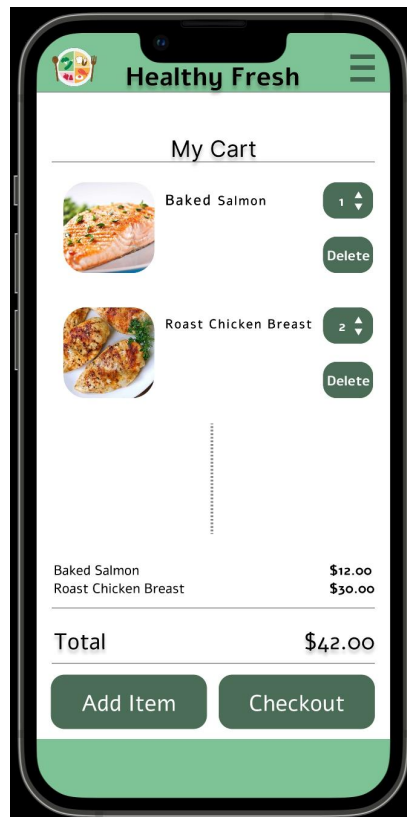 Healthy Fresh
My Cart
Baked Salmon
1
Delete
Roast Chicken Breast
2
Delete
Baked Salmon $12.00
Roast Chicken Breast $30.00
Total $42.00
Add Item Checkout